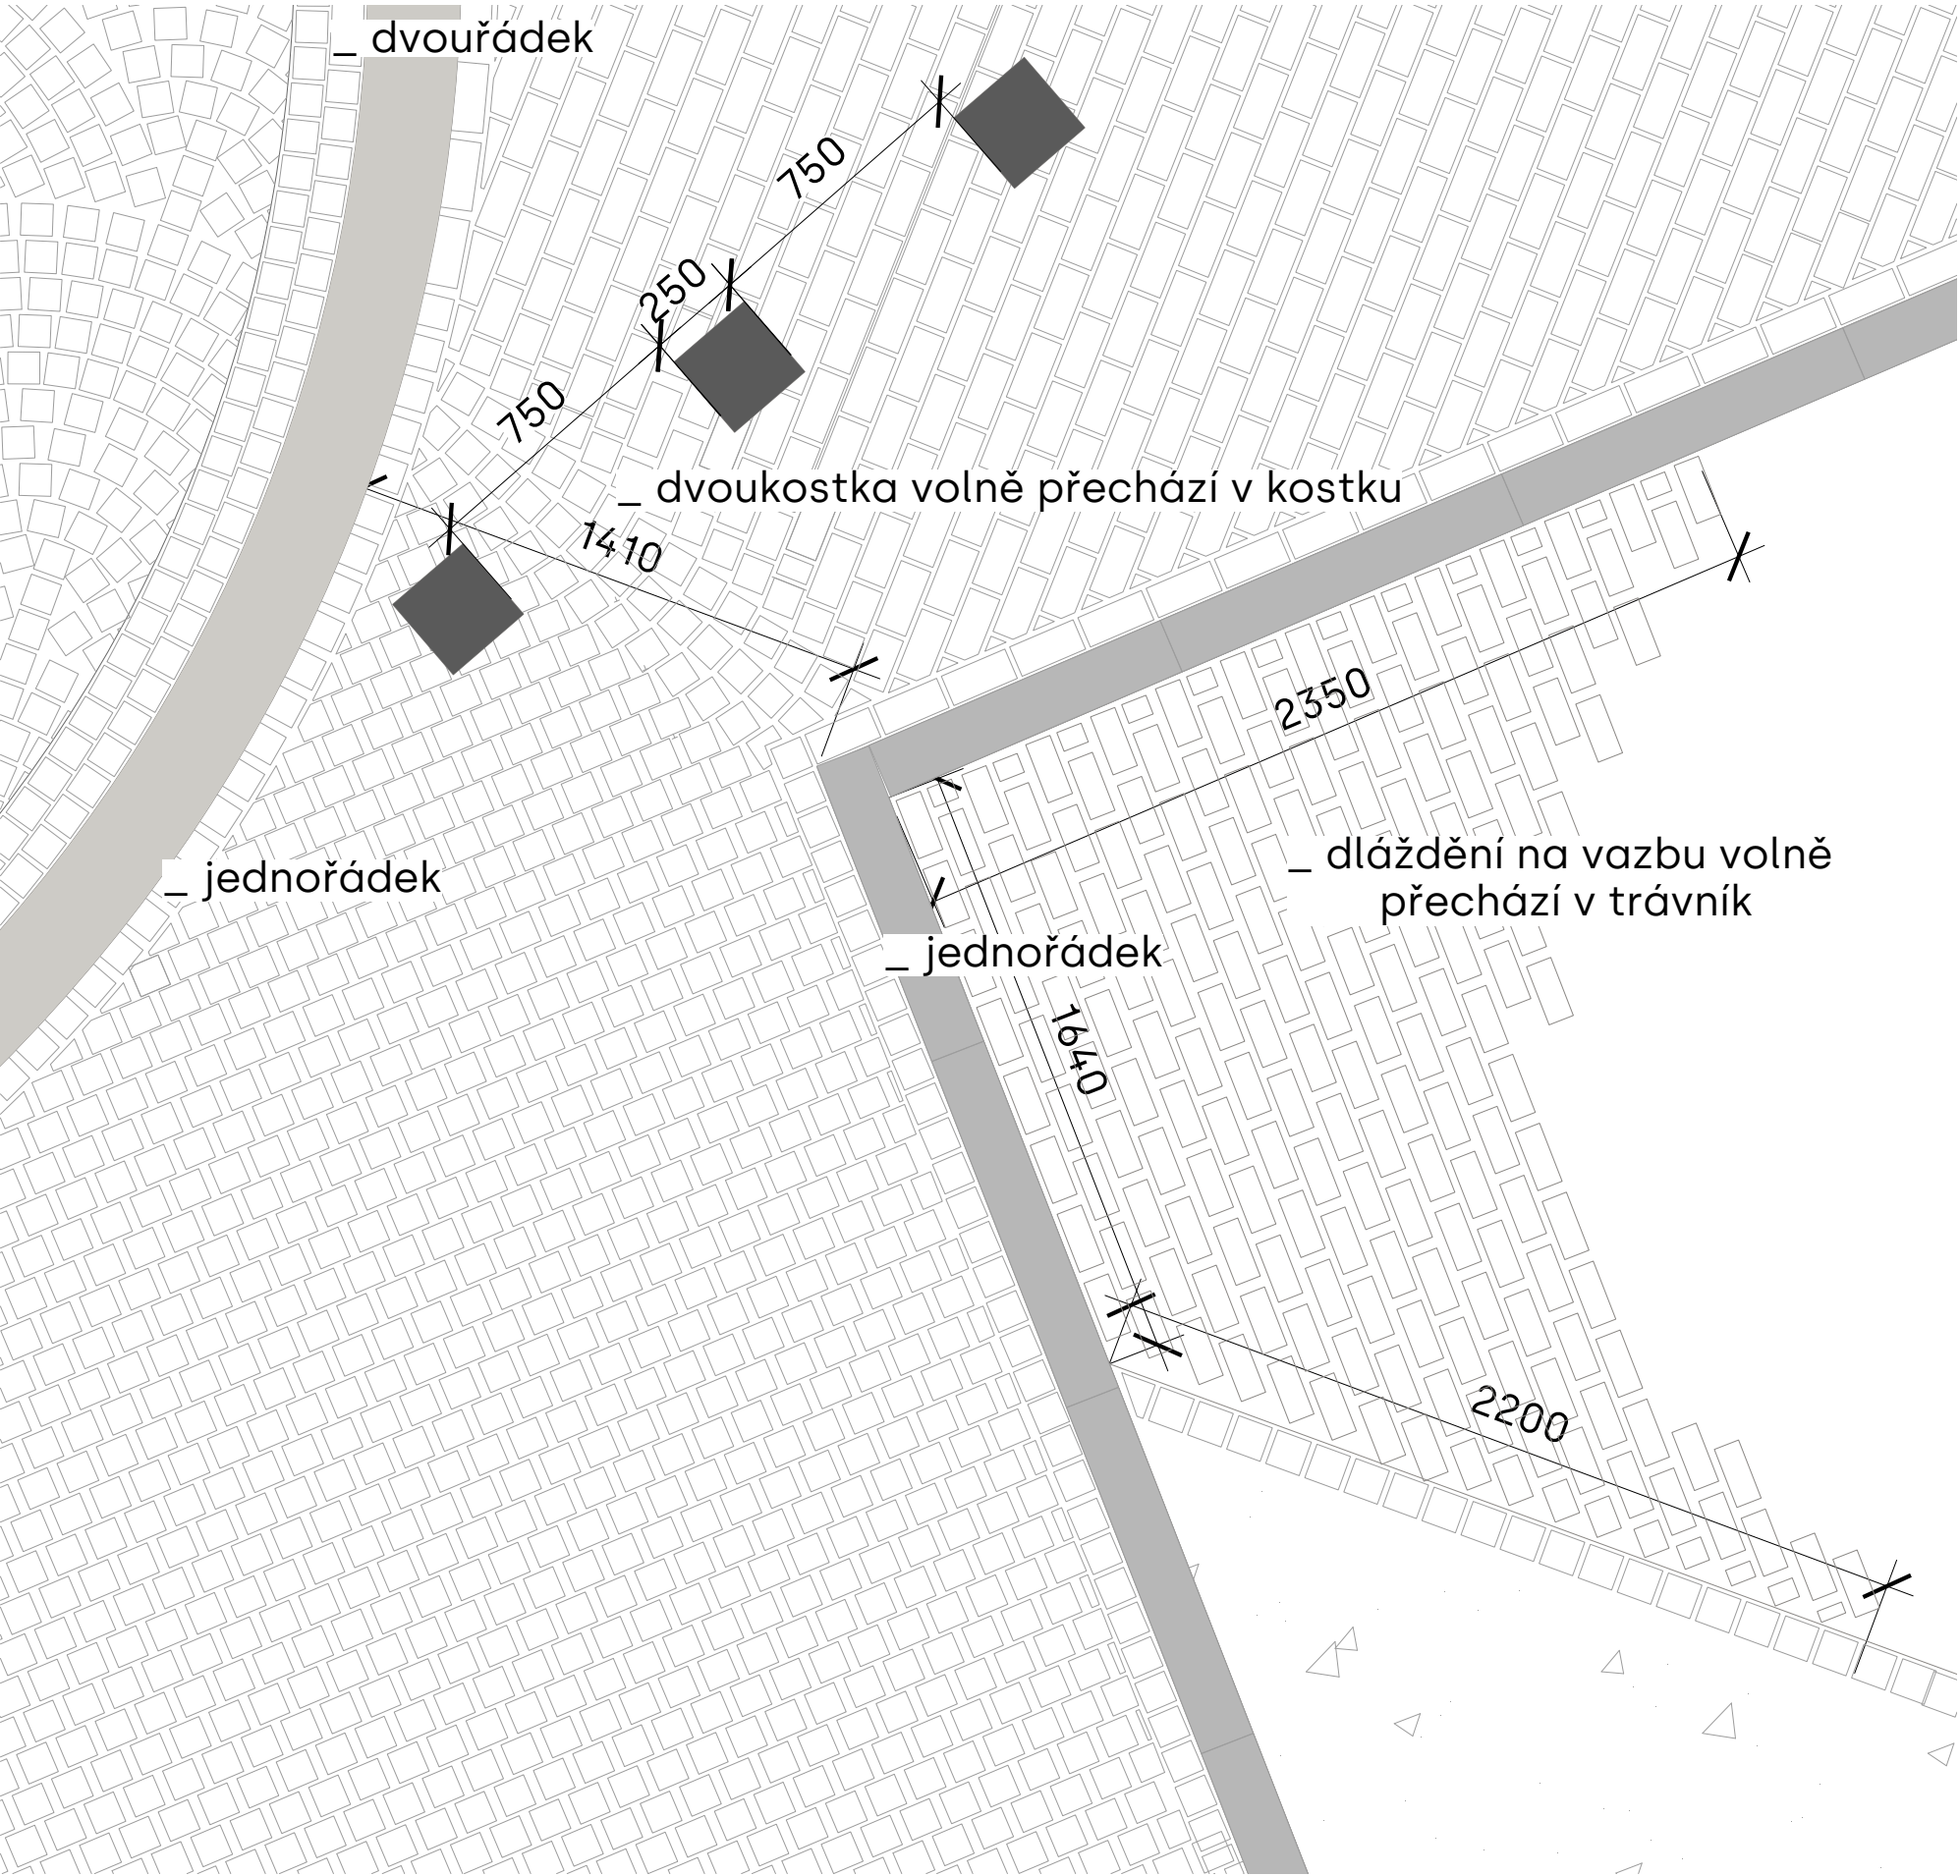 _ dvouřádek
750
250
750
_ dvoukostka volně přechází v kostku
1410
2350
_ dláždění na vazbu volně
přechází v trávník
_ jednořádek
_ jednořádek
1640
2200